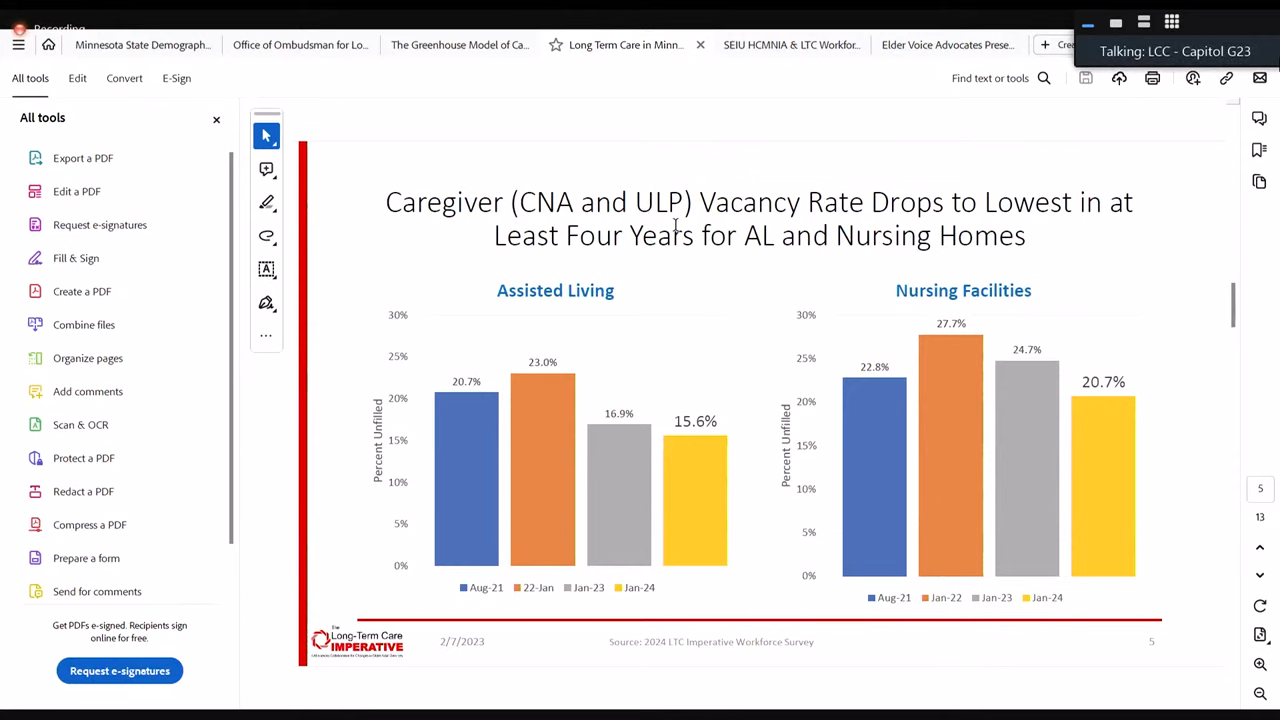 Recording
Talking: LCC - Capitol G23
Minnesota State Demograph...
Office of Ombudsman for Lo...
The Greenhouse Model of Ca...
Long Term Care in Minn...
SEIU HCMNIA & LTC Workfor...
Elder Voice Advocates Prese...
All tools
Edit
Convert
E-Sign
Find text or tools
All tools
Export a PDF
Edit a PDF
Request e-signatures
Fill & Sign
Create a PDF
Combine files
Organize pages
Add comments
Scan & OCR
Protect a PDF
Redact a PDF
Compress a PDF
Prepare a form
Send for comments
Get PDFs e-signed. Recipients sign
online for free.
Request e-signatures
Caregiver (CNA and ULP) Vacancy Rate Drops to Lowest in at
Least Four Years for AL and Nursing Homes
Assisted Living
Percent Unfilled
30%
25%
20%
15%
10%
5%
0%
20.7%
23.0%
16.9%
15.6%
Aug-21
22-Jan
Jan-23
Jan-24
Nursing Facilities
Percent Unfilled
30%
25%
20%
15%
10%
5%
0%
22.8%
27.7%
24.7%
20.7%
Aug-21
Jan-22
Jan-23
Jan-24
The
Long-Term Care
IMPERATIVE
2/7/2023
Source: 2024 LTC Imperative Workforce Survey
5
5
13